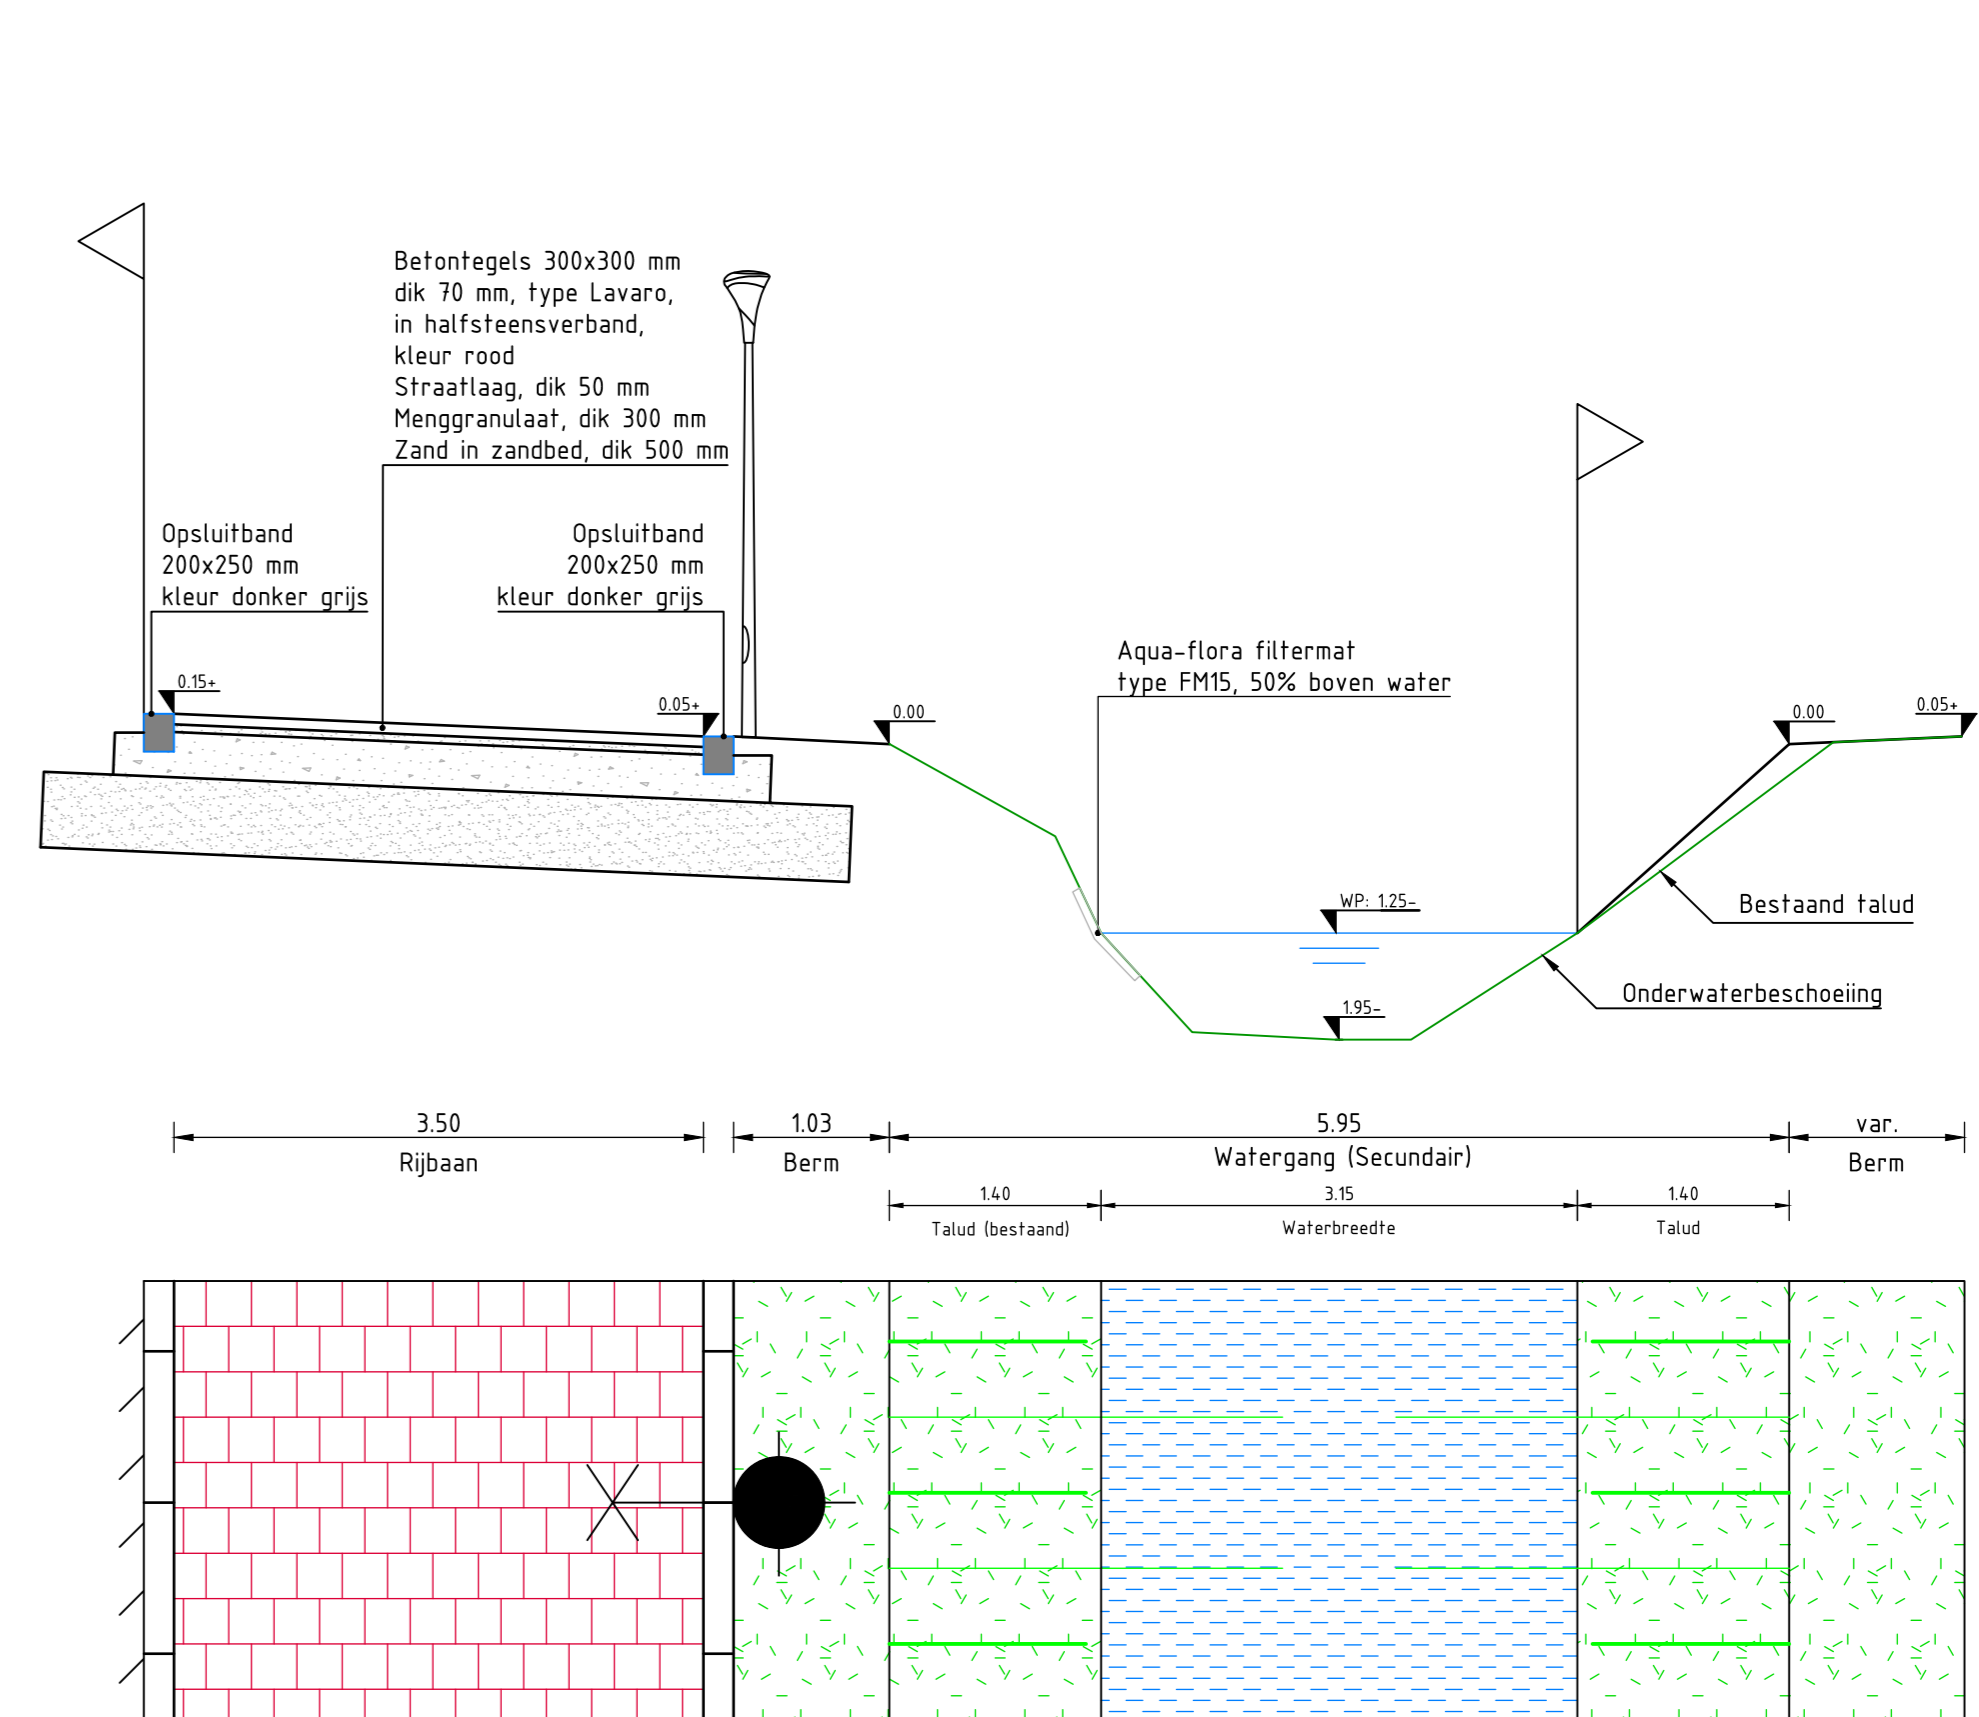 Betontegels 300x300 mm
dik 70 mm, type Lavaro,
in halfsteensverband,
kleur rood
Straatlaag, dik 50 mm
Menggranulaat, dik 300 mm
Zand in zandbed, dik 500 mm
Opsluitband
200x250 mm
kleur donker grijs
Opsluitband
200x250 mm
kleur donker grijs
Aqua-flora filtermat
type FM15, 50% boven water
0.15+
0.05+
0.00
0.00
0.05+
WP: 1.25-
Bestaand talud
Onderwaterbeschoeiing
1.95-
3.50
Rijbaan
1.03
Berm
5.95
Watergang (Secundair)
var.
Berm
1.40
Talud (bestaand)
3.15
Waterbreedte
1.40
Talud